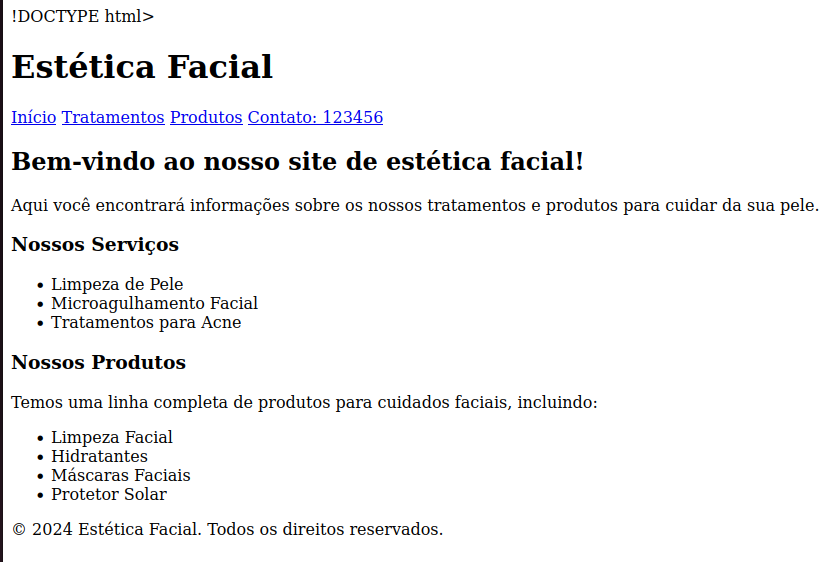 !DOCTYPE html>
Estética Facial
Início Tratamentos Produtos Contato: 123456
Bem-vindo ao nosso site de estética facial!
Aqui você encontrará informações sobre os nossos tratamentos e produtos para cuidar da sua pele.
Nossos Serviços
• Limpeza de Pele
• Microagulhamento Facial
• Tratamentos para Acne
Nossos Produtos
Temos uma linha completa de produtos para cuidados faciais, incluindo:
• Limpeza Facial
• Hidratantes
• Máscaras Faciais
• Protetor Solar
© 2024 Estética Facial. Todos os direitos reservados.